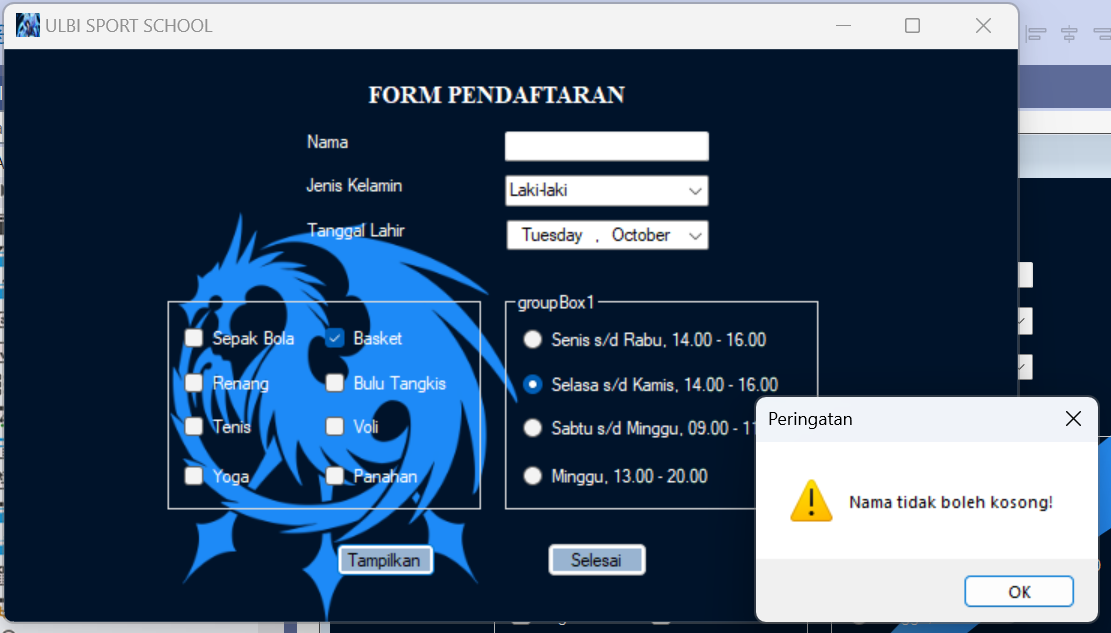 ULBI SPORT SCHOOL
FORM PENDAFTARAN
Nama
Jenis Kelamin Laki-laki
Tanggal Lahir Tuesday , October
groupBox1
Sepak Bola Basket
Renang Bulu Tangkis
Tenis Voli
Yoga Panahan
Senis s/d Rabu, 14.00 - 16.00
Selasa s/d Kamis, 14.00 - 16.00
Sabtu s/d Minggu, 09.00 -
Minggu, 13.00 - 20.00
Tampilkan Selesai
Peringatan
Nama tidak boleh kosong!
OK